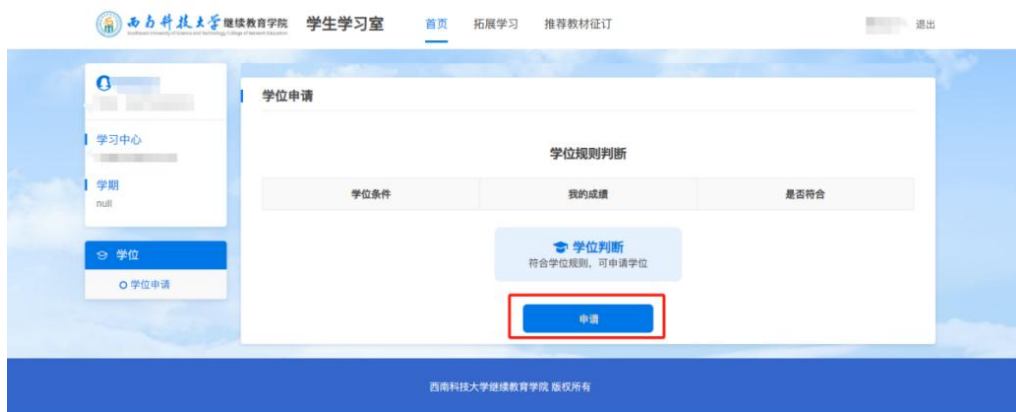 西南科技大学继续教育学院 学生学习室 首页 拓展学习 推荐教材征订 退出
学位申请
学习中心
学期
null
学位
学位申请
学位规则判断
学位条件 我的成绩 是否符合
学位判断
符合学位规则，可申请学位
申请
西南科技大学继续教育学院 版权所有